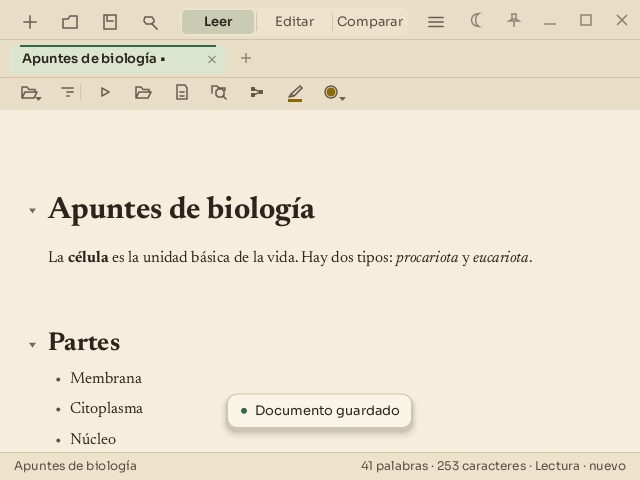 Leer Editar Comparar
Apuntes de biología •
Apuntes de biología
La célula es la unidad básica de la vida. Hay dos tipos: procariota y eucariota.
Partes
• Membrana
• Citoplasma
• Núcleo
Documento guardado
Apuntes de biología 41 palabras · 253 caracteres · Lectura · nuevo